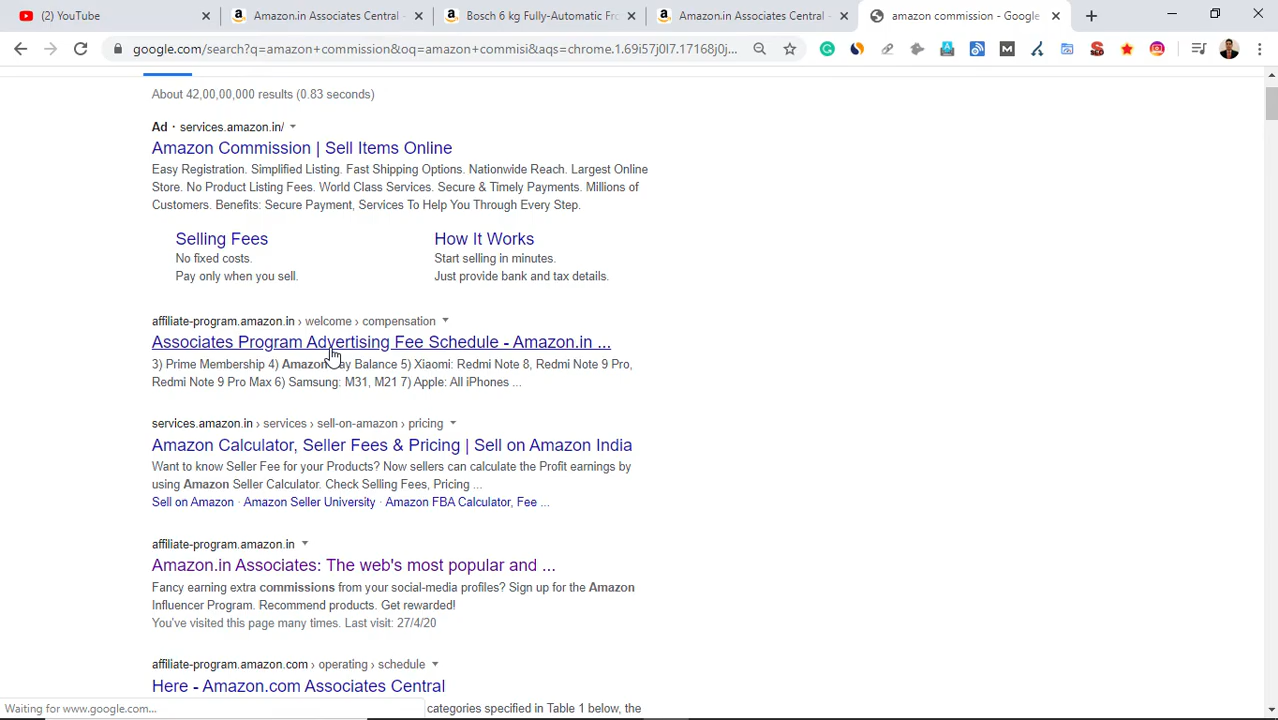 (2) YouTube
Amazon.in Associates Central -
Bosch 6 kg Fully-Automatic Fro
Amazon.in Associates Central -
amazon commission - Google
google.com/search?q=amazon+commission&oq=amazon+commisi&aqs=chrome.1.69i57j0l7.17168j0j...
About 42,00,00,000 results (0.83 seconds)
Ad · services.amazon.in/
Amazon Commission | Sell Items Online
Easy Registration. Simplified Listing. Fast Shipping Options. Nationwide Reach. Largest Online
Store. No Product Listing Fees. World Class Services. Secure & Timely Payments. Millions of
Customers. Benefits: Secure Payment, Services To Help You Through Every Step.
Selling Fees
No fixed costs.
Pay only when you sell.
How It Works
Start selling in minutes.
Just provide bank and tax details.
affiliate-program.amazon.in › welcome › compensation
Associates Program Advertising Fee Schedule - Amazon.in ...
3) Prime Membership 4) Amazon Pay Balance 5) Xiaomi: Redmi Note 8, Redmi Note 9 Pro,
Redmi Note 9 Pro Max 6) Samsung: M31, M21 7) Apple: All iPhones ...
services.amazon.in › services › sell-on-amazon › pricing
Amazon Calculator, Seller Fees & Pricing | Sell on Amazon India
Want to know Seller Fee for your Products? Now sellers can calculate the Profit earnings by
using Amazon Seller Calculator. Check Selling Fees, Pricing ...
Sell on Amazon · Amazon Seller University · Amazon FBA Calculator, Fee ...
affiliate-program.amazon.in
Amazon.in Associates: The web's most popular and ...
Fancy earning extra commissions from your social-media profiles? Sign up for the Amazon
Influencer Program. Recommend products. Get rewarded!
You've visited this page many times. Last visit: 27/4/20
affiliate-program.amazon.com › operating › schedule
Here - Amazon.com Associates Central
categories specified in Table 1 below, the
Waiting for www.google.com...